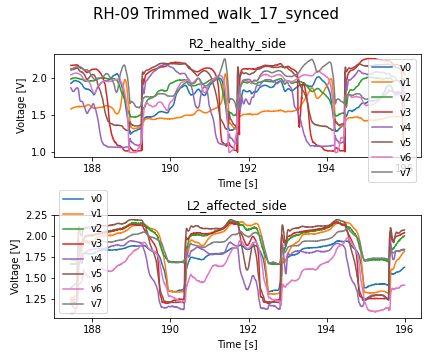 RH-09 Trimmed_walk_17_synced
R2_healthy_side
Voltage [V]
2.0
1.5
1.0
188
190
192
194
196
Time [s]
v0
v1
v2
v3
v4
v5
v6
v7
L2_affected_side
Voltage [V]
2.25
2.00
1.75
1.50
1.25
188
190
192
194
196
Time [s]
v0
v1
v2
v3
v4
v5
v6
v7